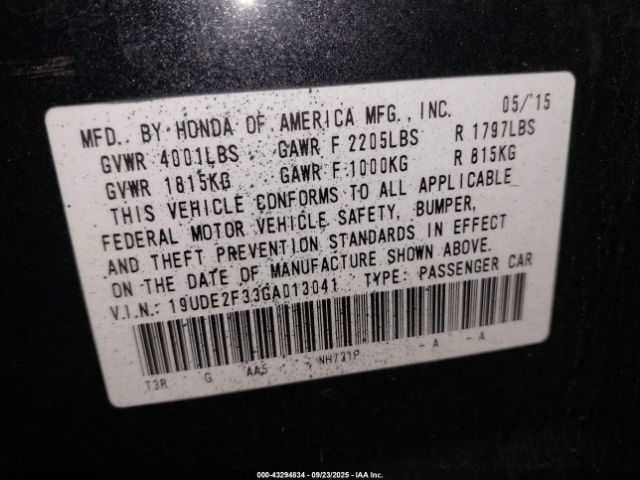 MFD. BY HONDA OF AMERICA MFG., INC. 05/'15
GVWR 4001LBS GAWR F 2205LBS R 1797LBS
GVWR 1815KG GAWR F 1000KG R 815KG
THIS VEHICLE CONFORMS TO ALL APPLICABLE
FEDERAL MOTOR VEHICLE SAFETY, BUMPER,
AND THEFT PREVENTION STANDARDS IN EFFECT
ON THE DATE OF MANUFACTURE SHOWN ABOVE.
V.I.N.: 19UDE2F33GA013041 TYPE: PASSENGER CAR
T3R G AA5 NH731P - A - A
000-43294834 - 09/23/2025 - IAA Inc.